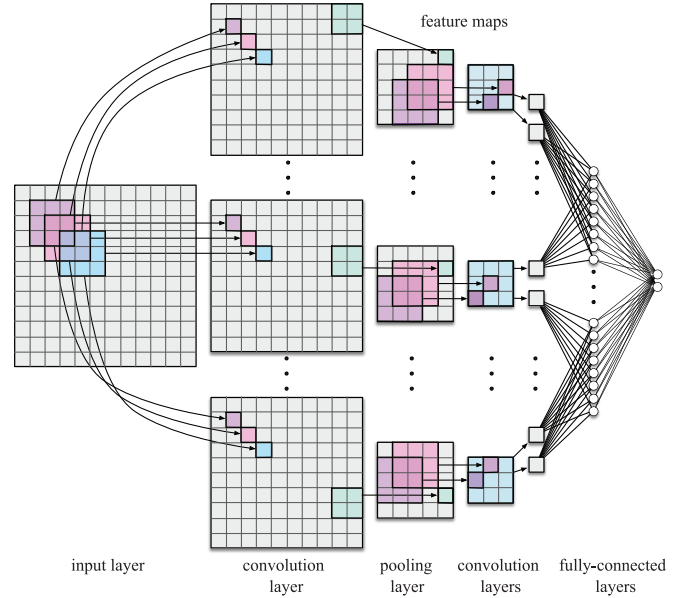 feature maps
input layer
convolution
layer
pooling
layer
convolution
layers
fully-connected
layers